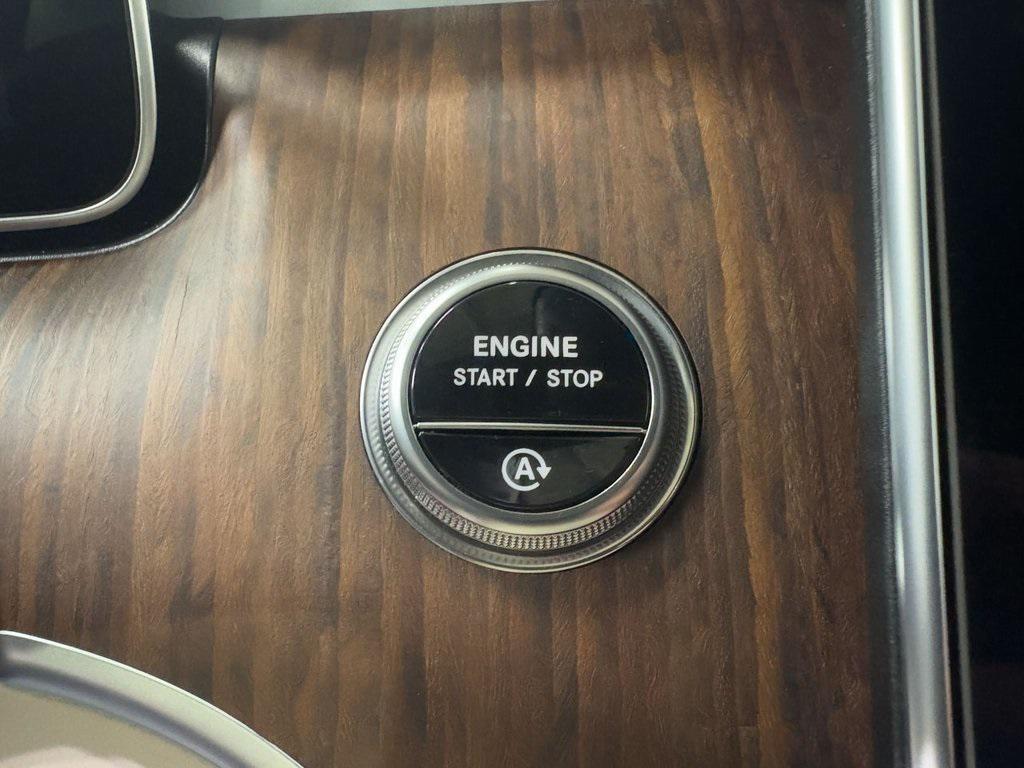 ENGINE
START / STOP
A